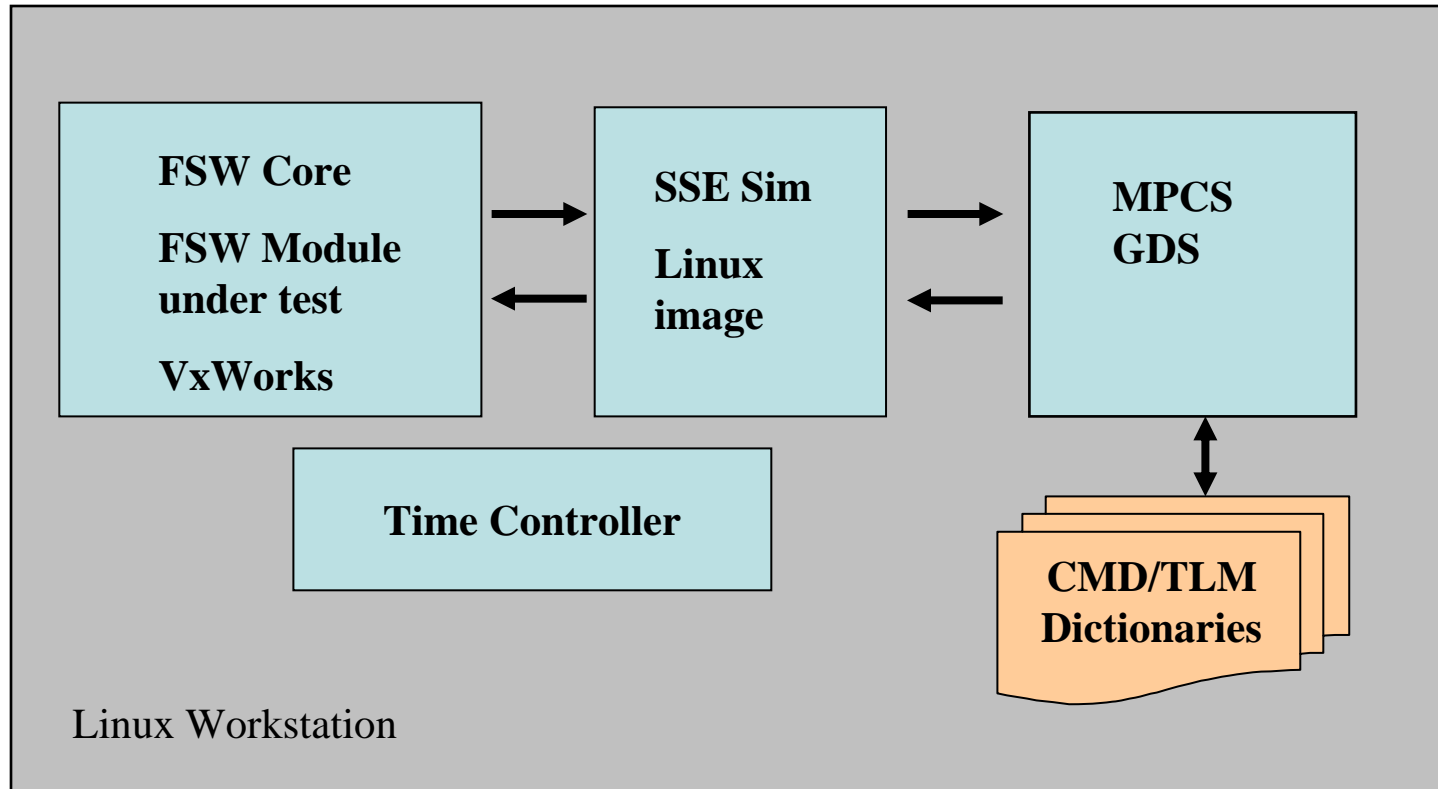 FSW Core
FSW Module
under test
VxWorks
SSE Sim
Linux
image
MPCS
GDS
Time Controller
CMD/TLM
Dictionaries
Linux Workstation